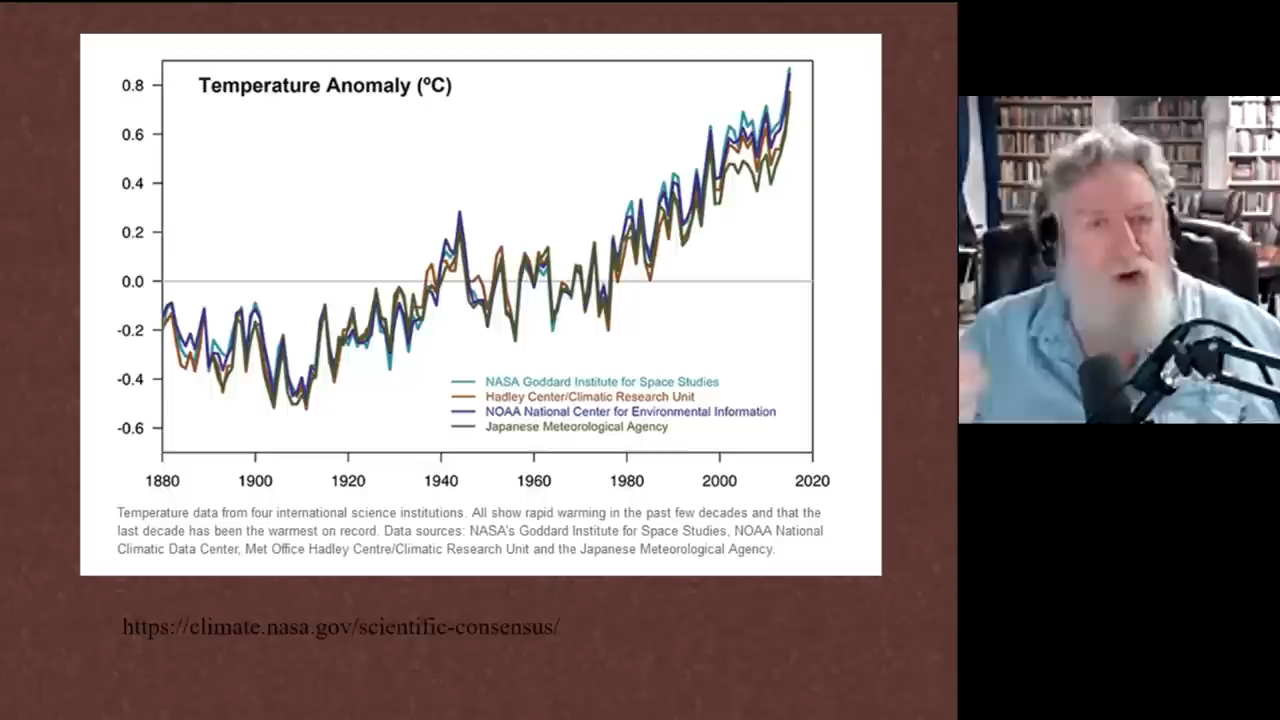 Temperature Anomaly (ºC)
0.8
0.6
0.4
0.2
0.0
-0.2
-0.4
-0.6
NASA Goddard Institute for Space Studies
Hadley Center/Climatic Research Unit
NOAA National Center for Environmental Information
Japanese Meteorological Agency
1880 1900 1920 1940 1960 1980 2000 2020
Temperature data from four international science institutions. All show rapid warming in the past few decades and that the
last decade has been the warmest on record. Data sources: NASA's Goddard Institute for Space Studies, NOAA National
Climatic Data Center, Met Office Hadley Centre/Climatic Research Unit and the Japanese Meteorological Agency.
https://climate.nasa.gov/scientific-consensus/